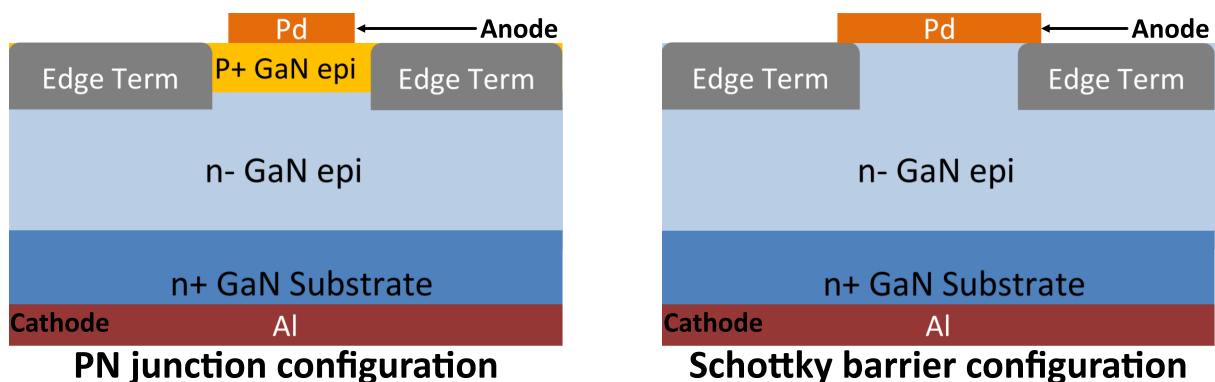 Pd
Anode
Edge Term
P+ GaN epi
Edge Term
n- GaN epi
n+ GaN Substrate
Cathode
Al
PN junction configuration
Pd
Anode
Edge Term
Edge Term
n- GaN epi
n+ GaN Substrate
Cathode
Al
Schottky barrier configuration